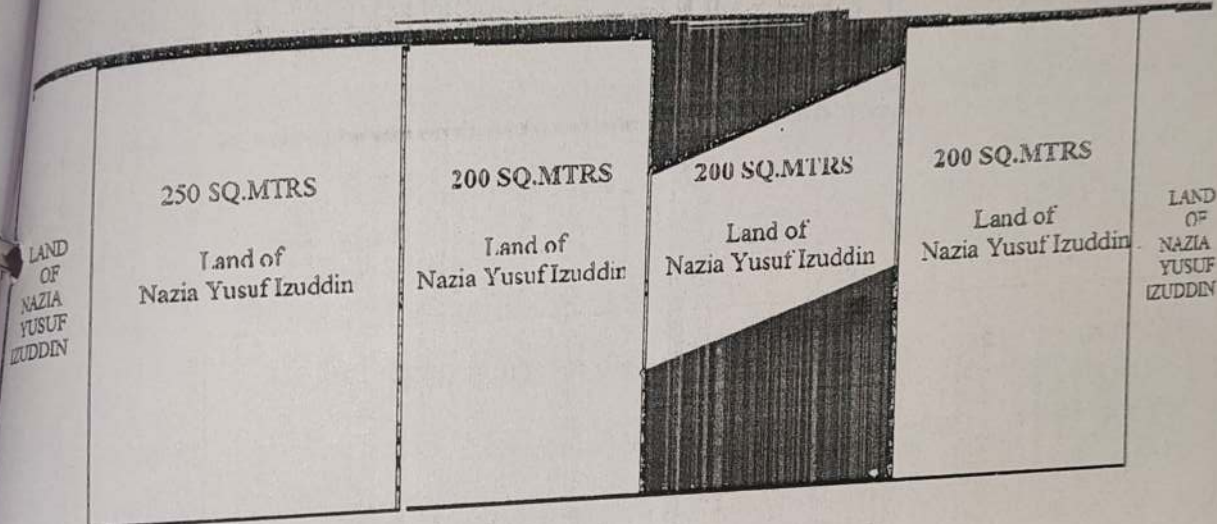 LAND
OF
NAZIA
YUSUF
IZUDDIN
250 SQ.MTRS
Land of
Nazia Yusuf Izuddin
200 SQ.MTRS
Land of
Nazia Yusuf Izuddin
200 SQ.MTRS
Land of
Nazia Yusuf Izuddin
200 SQ.MTRS
Land of
Nazia Yusuf Izuddin
LAND
OF
NAZIA
YUSUF
IZUDDIN